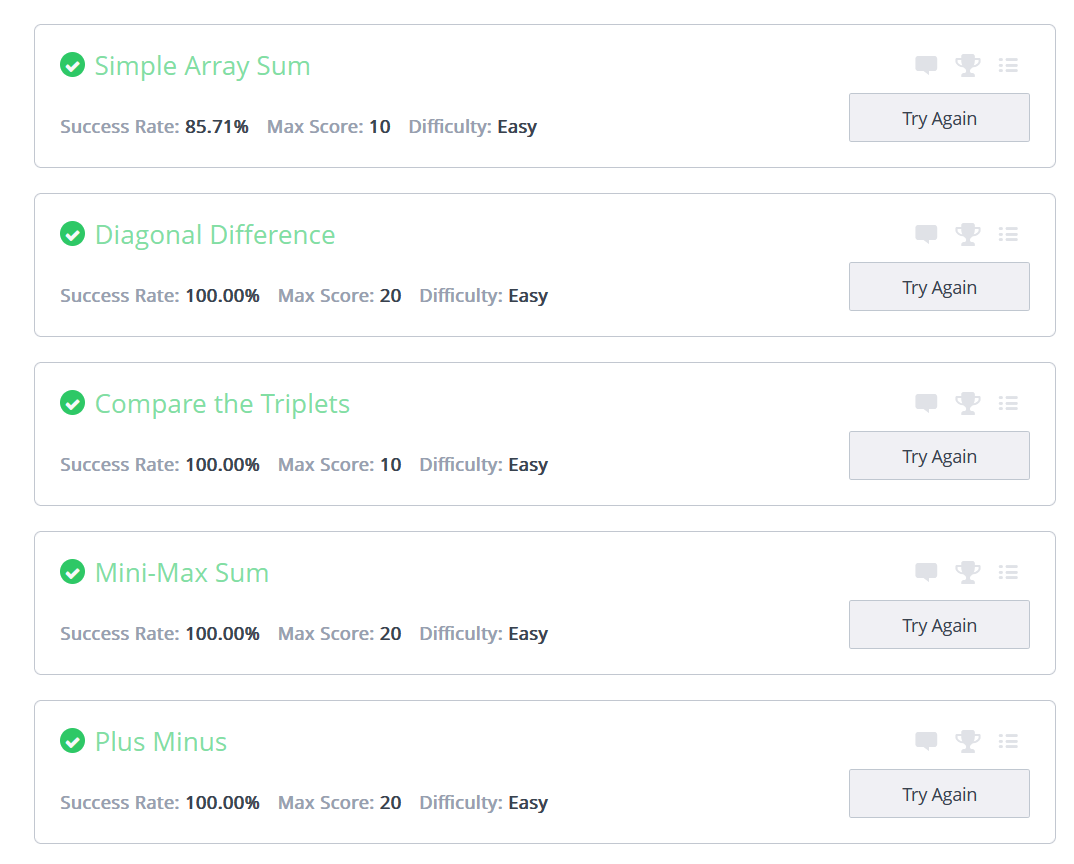 Simple Array Sum
Success Rate: 85.71% Max Score: 10 Difficulty: Easy
Try Again
Diagonal Difference
Success Rate: 100.00% Max Score: 20 Difficulty: Easy
Try Again
Compare the Triplets
Success Rate: 100.00% Max Score: 10 Difficulty: Easy
Try Again
Mini-Max Sum
Success Rate: 100.00% Max Score: 20 Difficulty: Easy
Try Again
Plus Minus
Success Rate: 100.00% Max Score: 20 Difficulty: Easy
Try Again